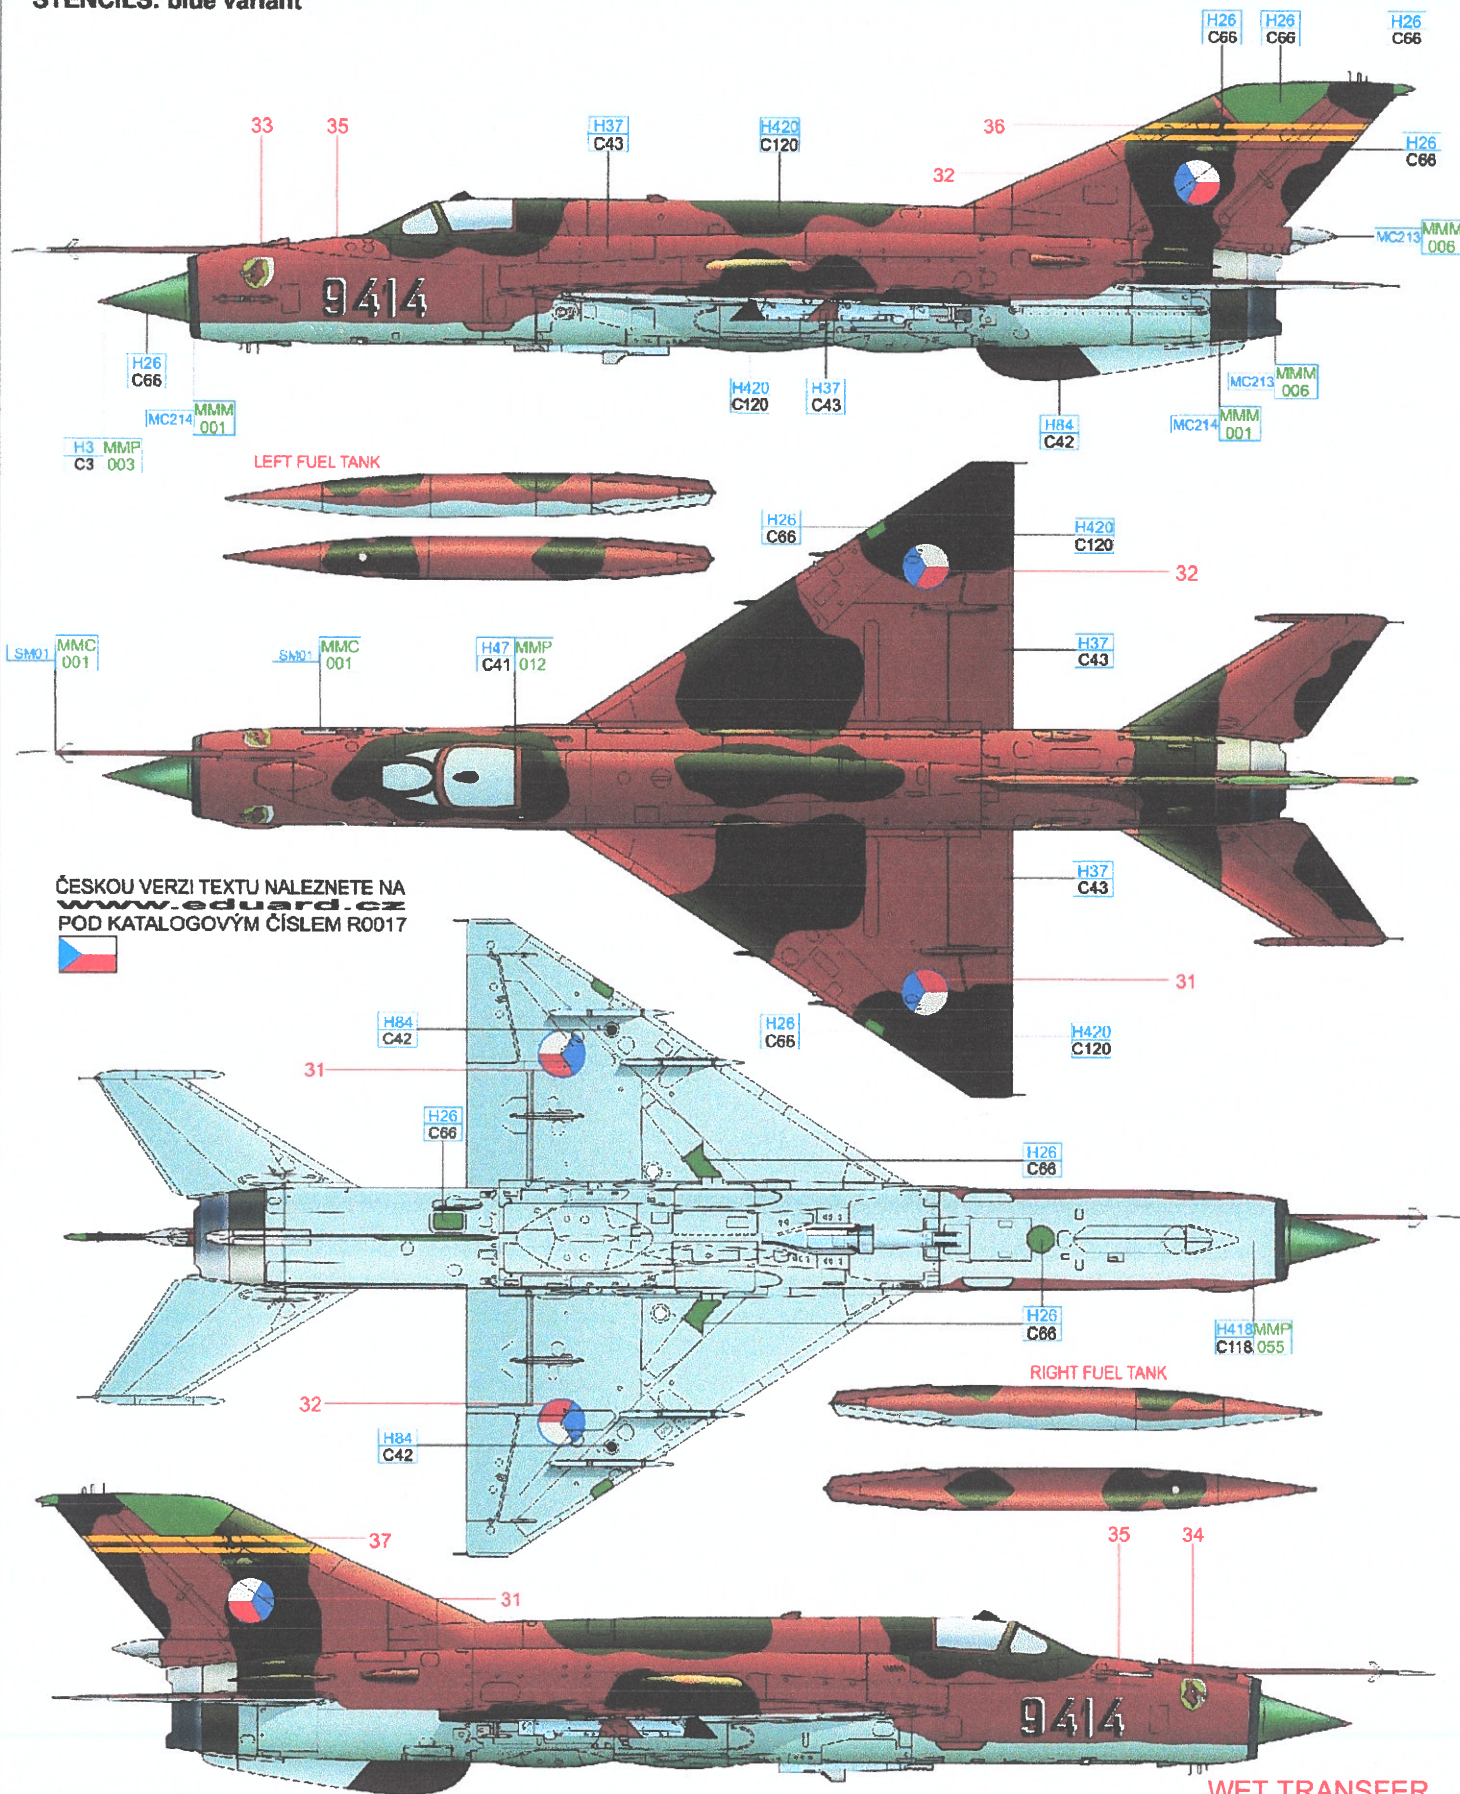 STENCILS: blue variant
H26
C66
H26
C66
H26
C66
33
35
H37
C43
H420
C120
36
32
H26
C66
MC213 MMM
006
9414
H26
C66
MC214 MMM
001
H3 MMP
C3 003
H420
C120
H37
C43
H84
C42
MC213 MMM
006
MC214 MMM
001
LEFT FUEL TANK
H26
C66
H420
C120
32
SM01 MMC
001
SM01 MMC
001
H47 MMP
C41 012
H37
C43
H37
C43
ČESKOU VERZI TEXTU NALEZNETE NA
www.eduard.cz
POD KATALOGOVÝM ČÍSLEM R0017
31
H84
C42
H26
C66
H420
C120
31
H26
C66
H26
C66
H26
C66
H418 MMP
C118 055
RIGHT FUEL TANK
32
H84
C42
37
35
34
31
9414
WET TRANSFER